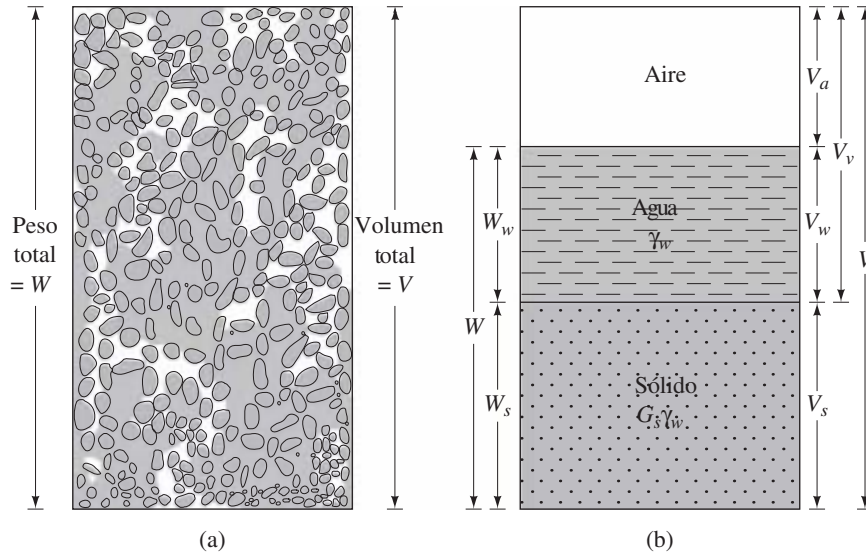 Peso
total
= W
Volumen
total
= V
(a)
Aire
Agua
γw
Sólido
Gsγw
W
Ww
Ws
Va
Vw
Vs
Vv
V
(b)